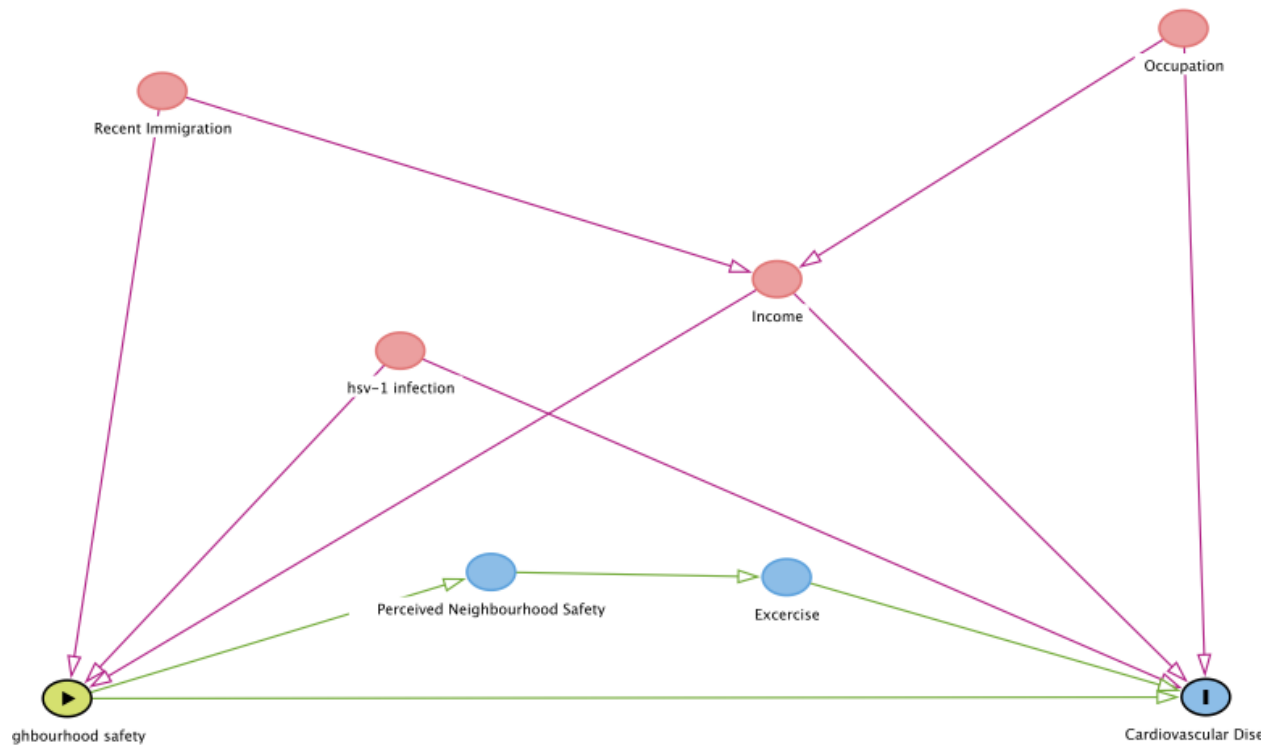 Occupation
Recent Immigration
Income
hsv-1 infection
Perceived Neighbourhood Safety
Excercise
ghbourhood safety
Cardiovascular Dise